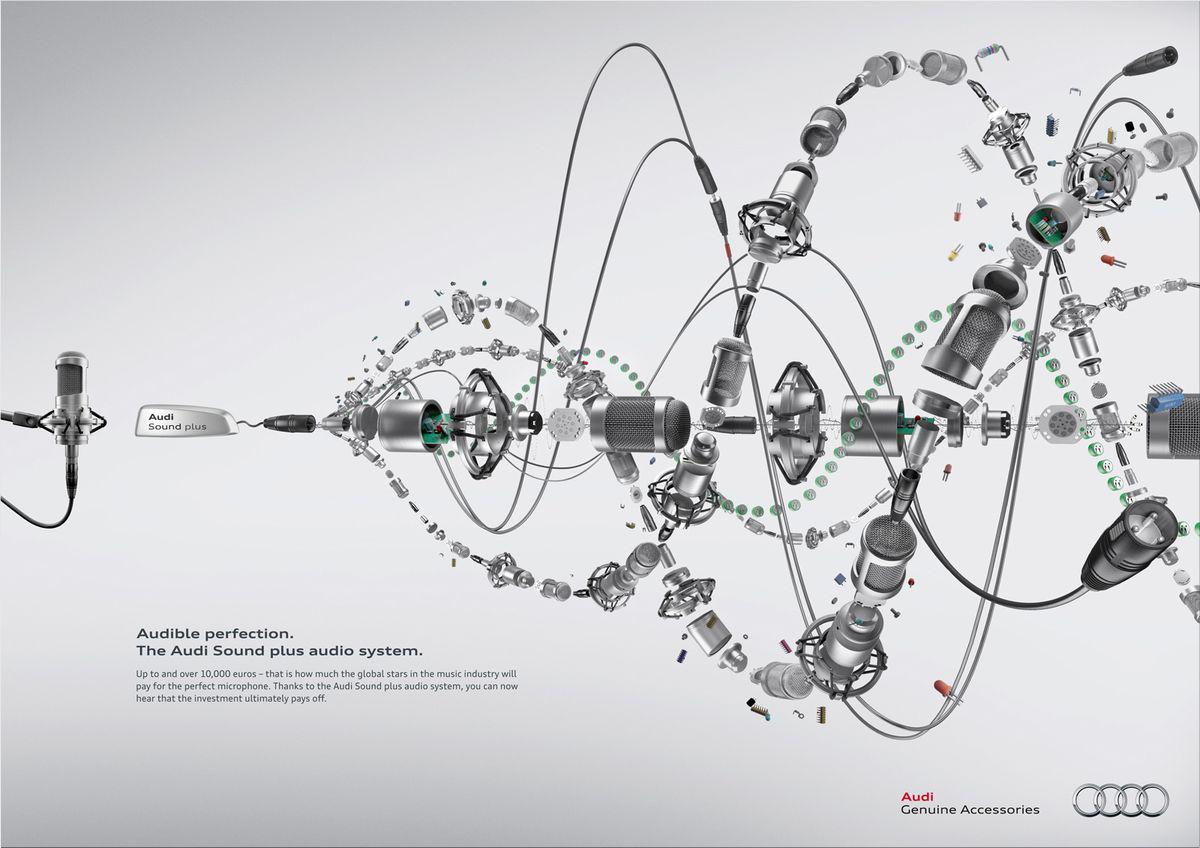 Audi
Sound plus
Audible perfection.
The Audi Sound plus audio system.
Up to and over 10,000 euros – that is how much the global stars in the music industry will
pay for the perfect microphone. Thanks to the Audi Sound plus audio system, you can now
hear that the investment ultimately pays off.
Audi
Genuine Accessories